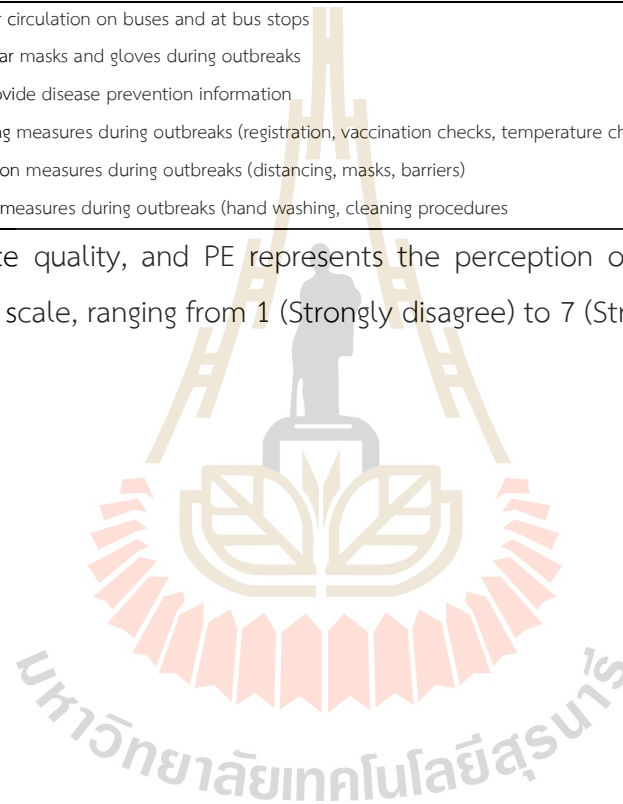 circulation on buses and at bus stops
ar masks and gloves during outbreaks
ovide disease prevention information
ng measures during outbreaks (registration, vaccination checks, temperature ch
on measures during outbreaks (distancing, masks, barriers)
measures during outbreaks (hand washing, cleaning procedures
ce quality, and PE represents the perception o
scale, ranging from 1 (Strongly disagree) to 7 (Str
มหาวิทยาลัยเทคโนโลยีสุรนารี